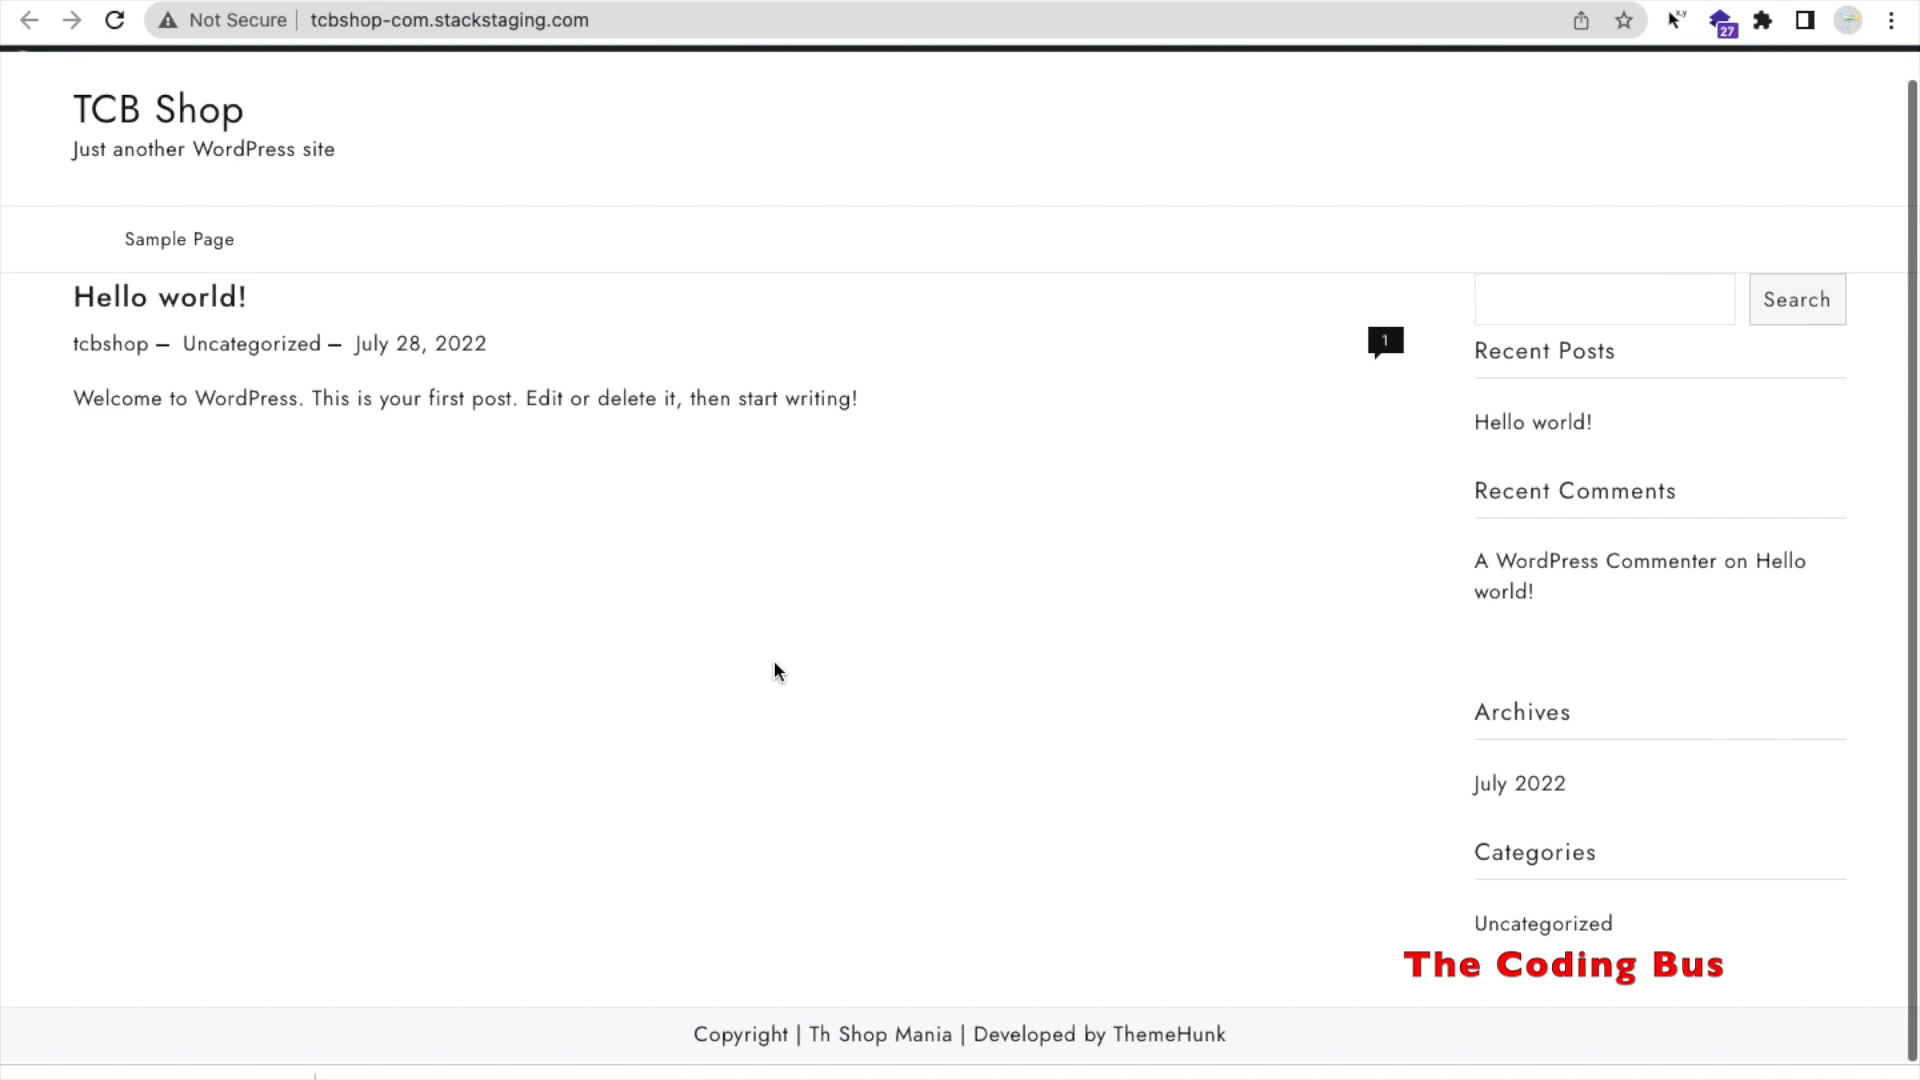 Not Secure
tcbshop-com.stackstaging.com
x,y
27
TCB Shop
Just another WordPress site
Sample Page
Hello world!
tcbshop – Uncategorized – July 28, 2022
1
Welcome to WordPress. This is your first post. Edit or delete it, then start writing!
Search
Recent Posts
Hello world!
Recent Comments
A WordPress Commenter on Hello
world!
Archives
July 2022
Categories
Uncategorized
The Coding Bus
Copyright | Th Shop Mania | Developed by ThemeHunk